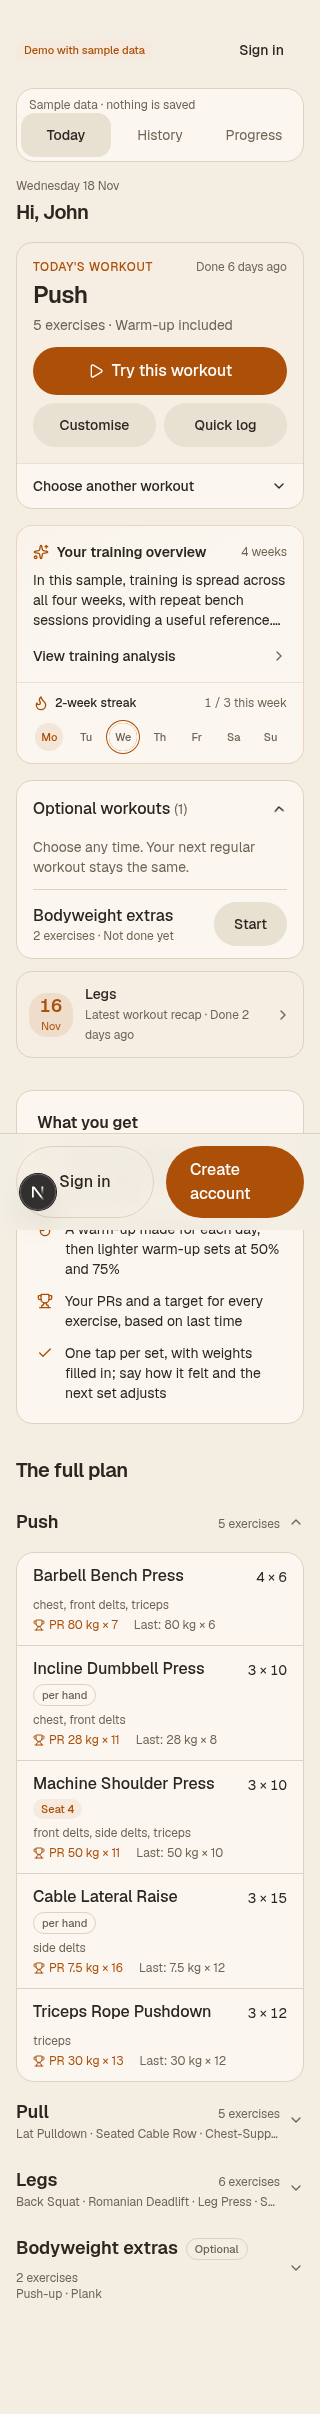 Demo with sample data
Sign in
Sample data · nothing is saved
Today
History
Progress
Wednesday 18 Nov
Hi, John
TODAY'S WORKOUT
Done 6 days ago
Push
5 exercises · Warm-up included
Try this workout
Customise
Quick log
Choose another workout
Your training overview
4 weeks
In this sample, training is spread across
all four weeks, with repeat bench
sessions providing a useful reference....
View training analysis
2-week streak
1 / 3 this week
Mo
Tu
We
Th
Fr
Sa
Su
Optional workouts (1)
Choose any time. Your next regular
workout stays the same.
Bodyweight extras
2 exercises · Not done yet
Start
16
Nov
Legs
Latest workout recap · Done 2
days ago
What you get
Sign in
Create
account
N
A warm-up made for each day,
then lighter warm-up sets at 50%
and 75%
Your PRs and a target for every
exercise, based on last time
One tap per set, with weights
filled in; say how it felt and the
next set adjusts
The full plan
Push
5 exercises
Barbell Bench Press
4 × 6
chest, front delts, triceps
PR 80 kg × 7
Last: 80 kg × 6
Incline Dumbbell Press
3 × 10
per hand
chest, front delts
PR 28 kg × 11
Last: 28 kg × 8
Machine Shoulder Press
3 × 10
Seat 4
front delts, side delts, triceps
PR 50 kg × 11
Last: 50 kg × 10
Cable Lateral Raise
3 × 15
per hand
side delts
PR 7.5 kg × 16
Last: 7.5 kg × 12
Triceps Rope Pushdown
3 × 12
triceps
PR 30 kg × 13
Last: 30 kg × 12
Pull
5 exercises
Lat Pulldown · Seated Cable Row · Chest-Supp...
Legs
6 exercises
Back Squat · Romanian Deadlift · Leg Press · S...
Bodyweight extras
Optional
2 exercises
Push-up · Plank